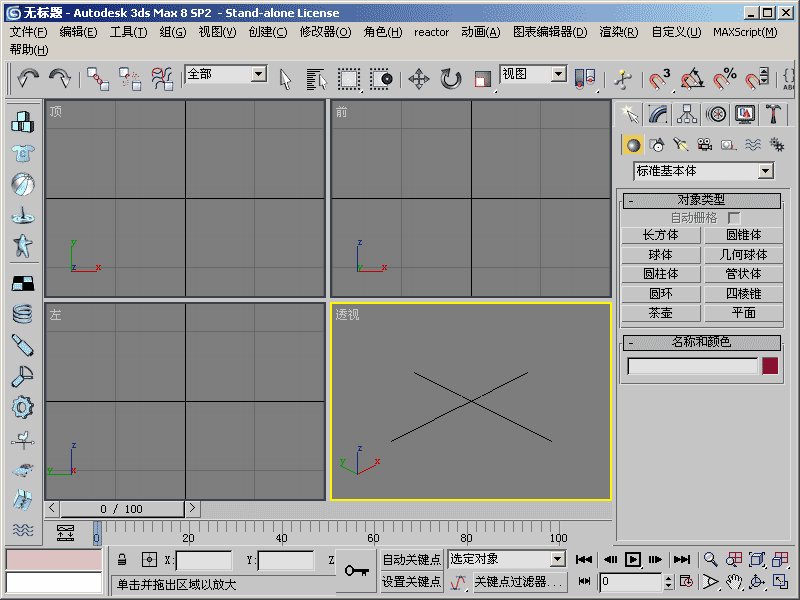 无标题 - Autodesk 3ds Max 8 SP2 - Stand-alone License
文件(F) 编辑(E) 工具(T) 组(G) 视图(V) 创建(C) 修改器(O) 角色(H) reactor 动画(A) 图表编辑器(D) 渲染(R) 自定义(U) MAXScript(M)
帮助(H)
全部 视图 3 % ABC
顶 前
标准基本体
- 对象类型
自动栅格
长方体 圆锥体
球体 几何球体
圆柱体 管状体
圆环 四棱锥
茶壶 平面
- 名称和颜色
y z x
z y x
左 透视
z y x
z y x
< 0 / 100 >
0 20 40 60 80 100
X: Y: Z 自动关键点 选定对象
单击并拖出区域以放大 设置关键点 关键点过滤器... 0